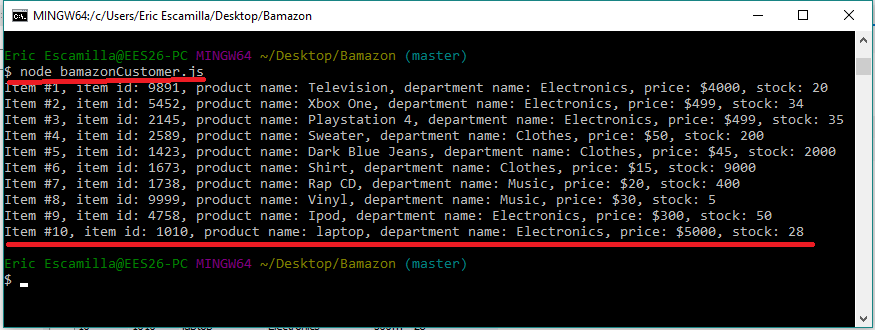 MINGW64:/c/Users/Eric Escamilla/Desktop/Bamazon
Eric Escamilla@EES26-PC MINGW64 ~/Desktop/Bamazon (master)
$ node bamazonCustomer.js
Item #1, item id: 9891, product name: Television, department name: Electronics, price: $4000, stock: 20
Item #2, item id: 5452, product name: Xbox One, department name: Electronics, price: $499, stock: 34
Item #3, item id: 2145, product name: Playstation 4, department name: Electronics, price: $499, stock: 35
Item #4, item id: 2589, product name: Sweater, department name: Clothes, price: $50, stock: 200
Item #5, item id: 1423, product name: Dark Blue Jeans, department name: Clothes, price: $45, stock: 2000
Item #6, item id: 1673, product name: Shirt, department name: Clothes, price: $15, stock: 9000
Item #7, item id: 1738, product name: Rap CD, department name: Music, price: $20, stock: 400
Item #8, item id: 9999, product name: Vinyl, department name: Music, price: $30, stock: 5
Item #9, item id: 4758, product name: Ipod, department name: Electronics, price: $300, stock: 50
Item #10, item id: 1010, product name: laptop, department name: Electronics, price: $5000, stock: 28
Eric Escamilla@EES26-PC MINGW64 ~/Desktop/Bamazon (master)
$